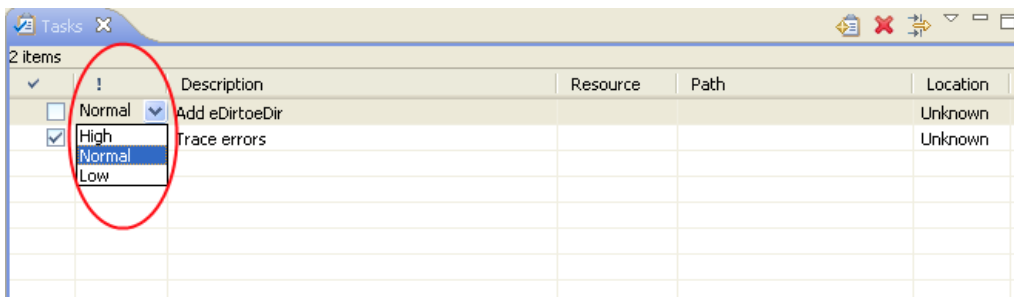 Tasks
2 items
! Description Resource Path Location
Normal Add eDirtoeDir Unknown
High Trace errors Unknown
Normal
Low